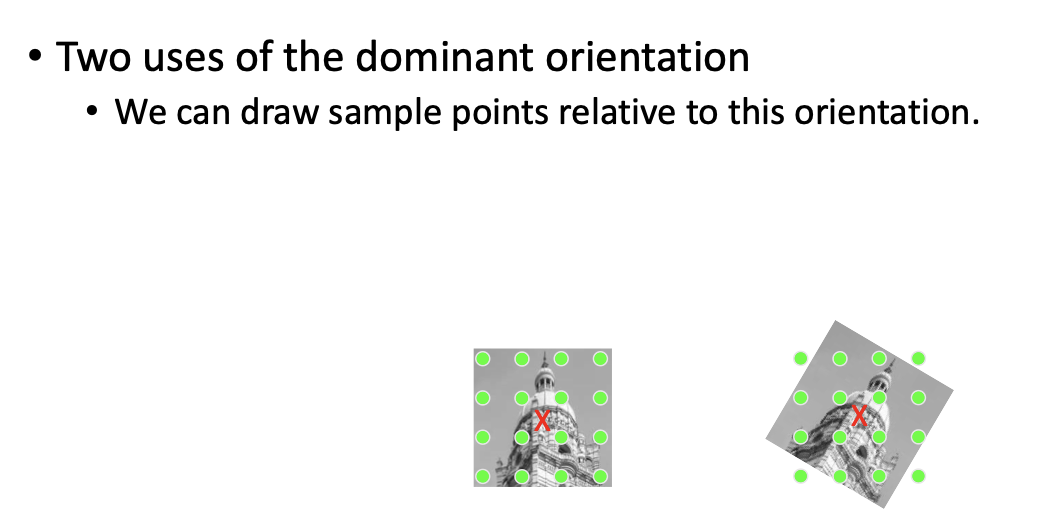 • Two uses of the dominant orientation
• We can draw sample points relative to this orientation.
X
X